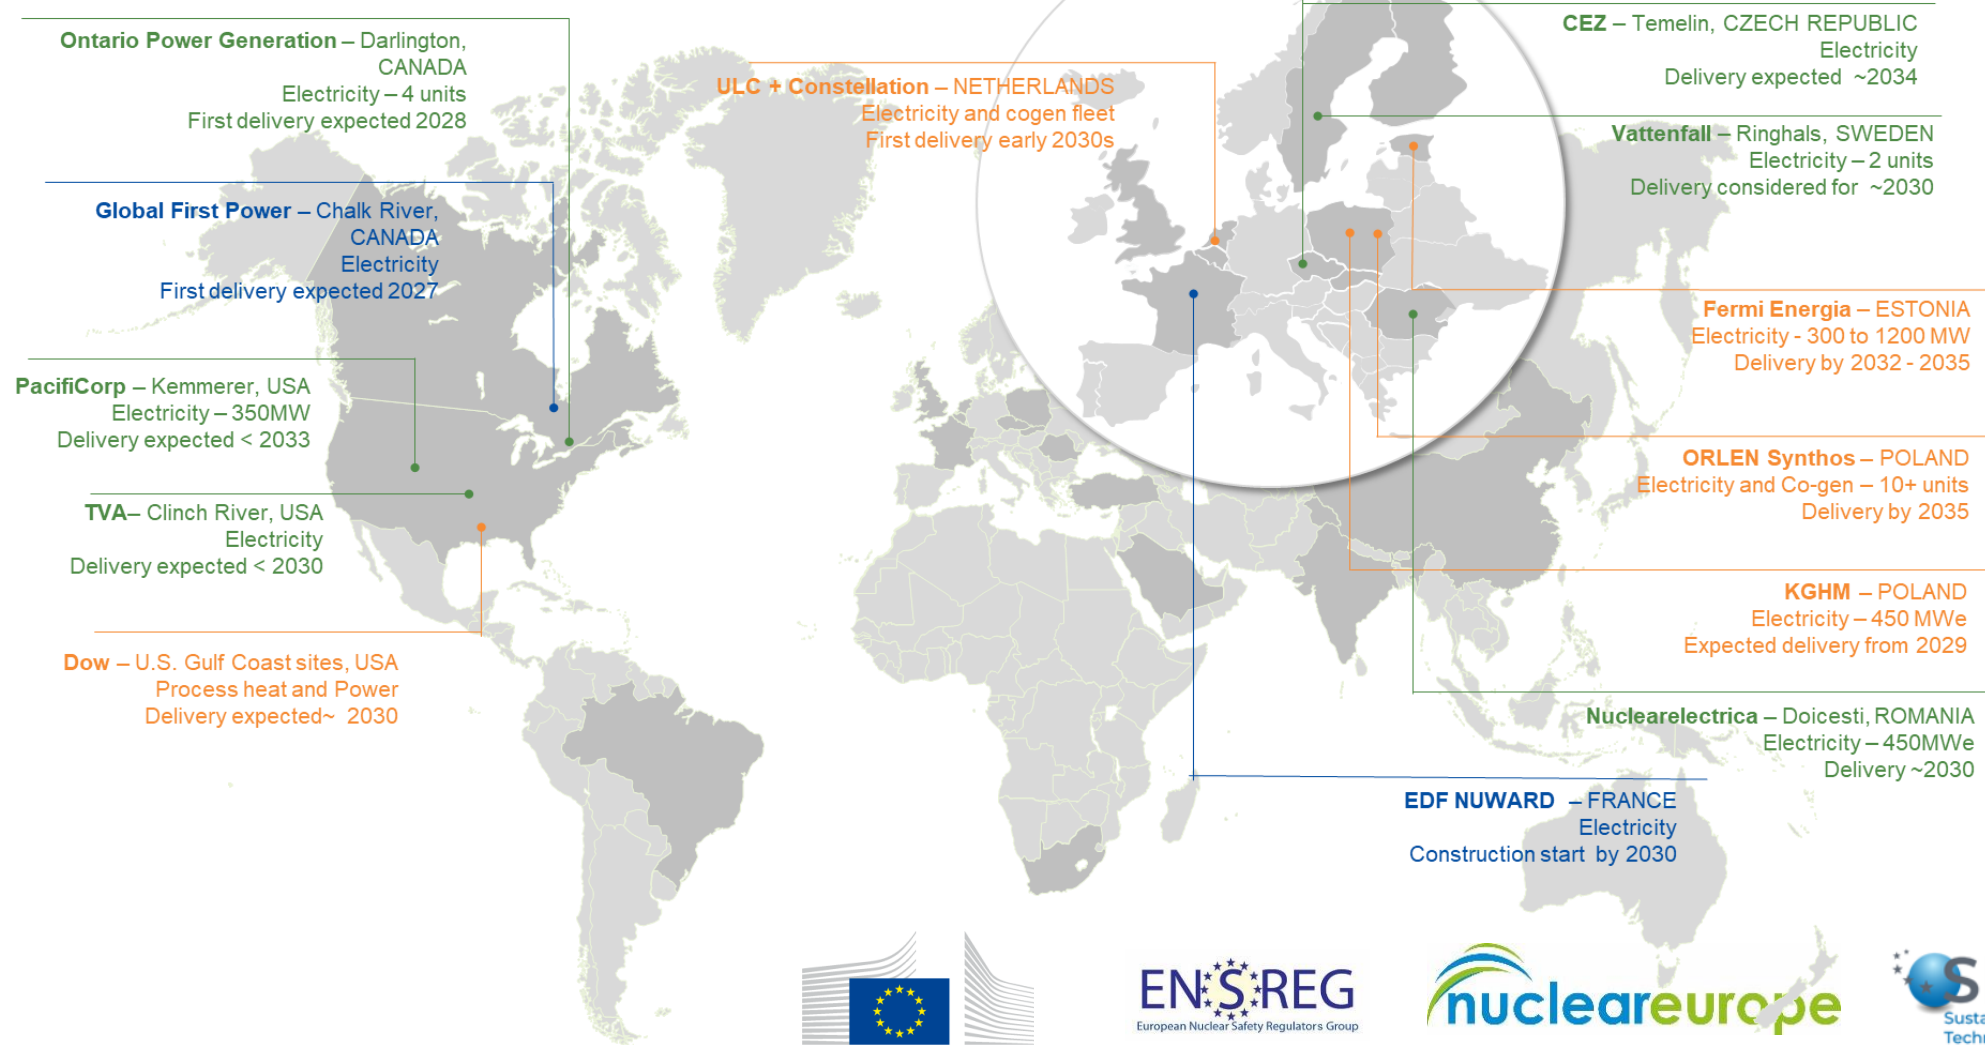 Ontario Power Generation – Darlington,
CANADA
Electricity – 4 units
First delivery expected 2028
Global First Power – Chalk River,
CANADA
Electricity
First delivery expected 2027
PacifiCorp – Kemmerer, USA
Electricity – 350MW
Delivery expected < 2033
TVA– Clinch River, USA
Electricity
Delivery expected < 2030
Dow – U.S. Gulf Coast sites, USA
Process heat and Power
Delivery expected~ 2030
ULC + Constellation – NETHERLANDS
Electricity and cogen fleet
First delivery early 2030s
CEZ – Temelin, CZECH REPUBLIC
Electricity
Delivery expected ~2034
Vattenfall – Ringhals, SWEDEN
Electricity – 2 units
Delivery considered for ~2030
Fermi Energia – ESTONIA
Electricity - 300 to 1200 MW
Delivery by 2032 - 2035
ORLEN Synthos – POLAND
Electricity and Co-gen – 10+ units
Delivery by 2035
KGHM – POLAND
Electricity – 450 MWe
Expected delivery from 2029
Nuclearelectrica – Doicesti, ROMANIA
Electricity – 450MWe
Delivery ~2030
EDF NUWARD – FRANCE
Electricity
Construction start by 2030
ENSREG
European Nuclear Safety Regulators Group
nucleareurope
S
Susta
Techn